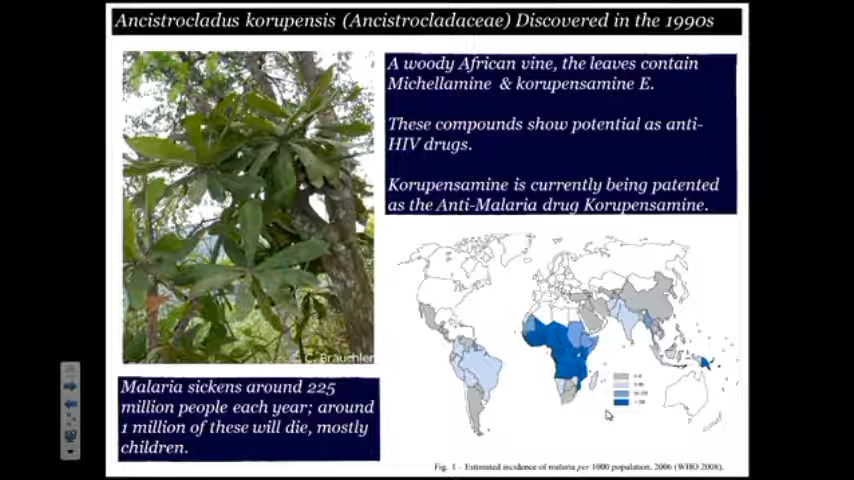 Ancistrocladus korupensis (Ancistrocladaceae) Discovered in the 1990s
A woody African vine, the leaves contain
Michellamine & korupensamine E.
These compounds show potential as anti-
HIV drugs.
Korupensamine is currently being patented
as the Anti-Malaria drug Korupensamine.
© C. Bräuchler
Malaria sickens around 225
million people each year; around
1 million of these will die, mostly
children.
Fig. 1 – Estimated incidence of malaria per 1000 population, 2006 (WHO 2008).